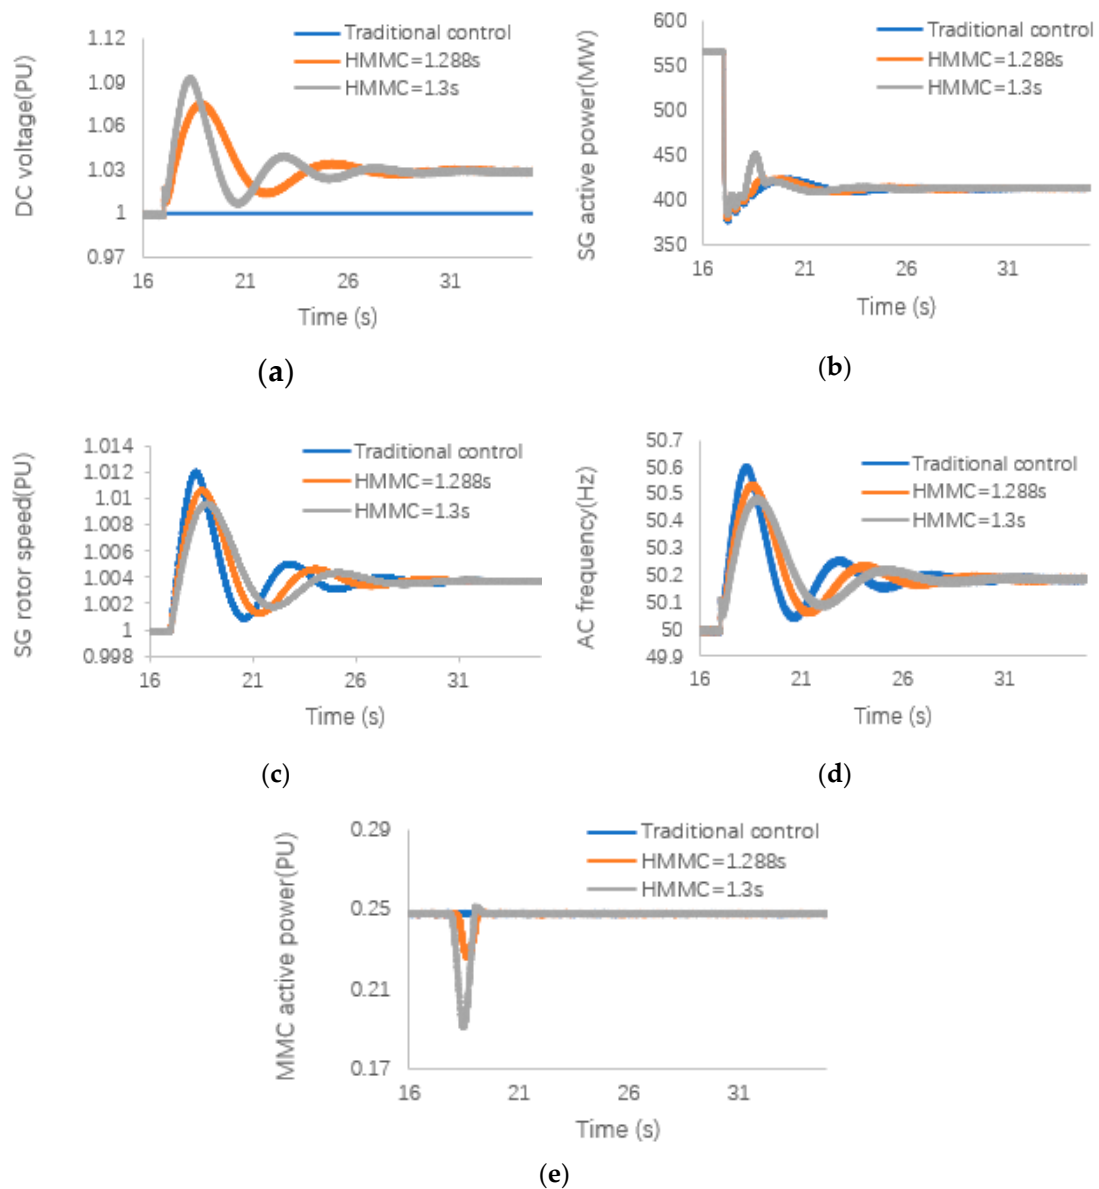 Traditional control
HMMC=1.288s
HMMC=1.3s
DC voltage(PU)
1.12
1.09
1.06
1.03
1
0.97
16
21
26
31
Time (s)
(a)
Traditional control
HMMC=1.288s
HMMC=1.3s
SG active power(MW)
600
550
500
450
400
350
16
21
26
31
Time (s)
(b)
Traditional control
HMMC=1.288s
HMMC=1.3s
SG rotor speed(PU)
1.014
1.012
1.01
1.008
1.006
1.004
1.002
1
0.998
16
21
26
31
Time (s)
(c)
Traditional control
HMMC=1.288s
HMMC=1.3s
AC frequency(Hz)
50.7
50.6
50.5
50.4
50.3
50.2
50.1
50
49.9
16
21
26
31
Time (s)
(d)
Traditional control
HMMC=1.288s
HMMC=1.3s
MMC active power(PU)
0.29
0.25
0.21
0.17
16
21
26
31
Time (s)
(e)